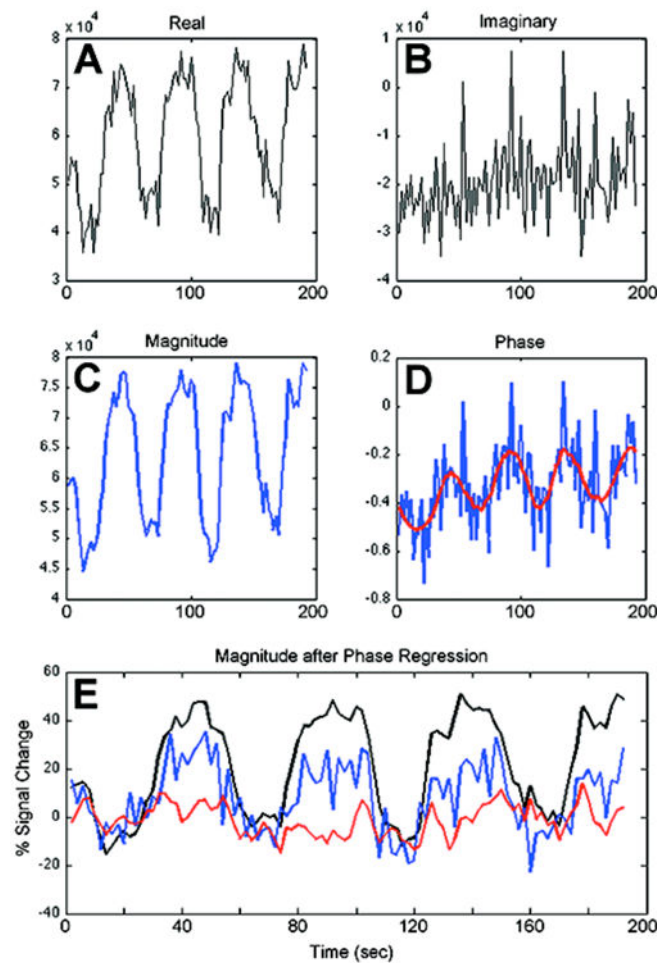 Real
Imaginary
x 10^4
x 10^4
A
B
8
7
6
5
4
3
1
0
-1
-2
-3
-4
0 100 200
0 100 200
Magnitude
Phase
x 10^4
C
D
8
7.5
7
6.5
6
5.5
5
4.5
4
0.2
0
-0.2
-0.4
-0.6
-0.8
0 100 200
0 100 200
Magnitude after Phase Regression
E
% Signal Change
60
40
20
0
-20
-40
0 40 80 120 160 200
Time (sec)